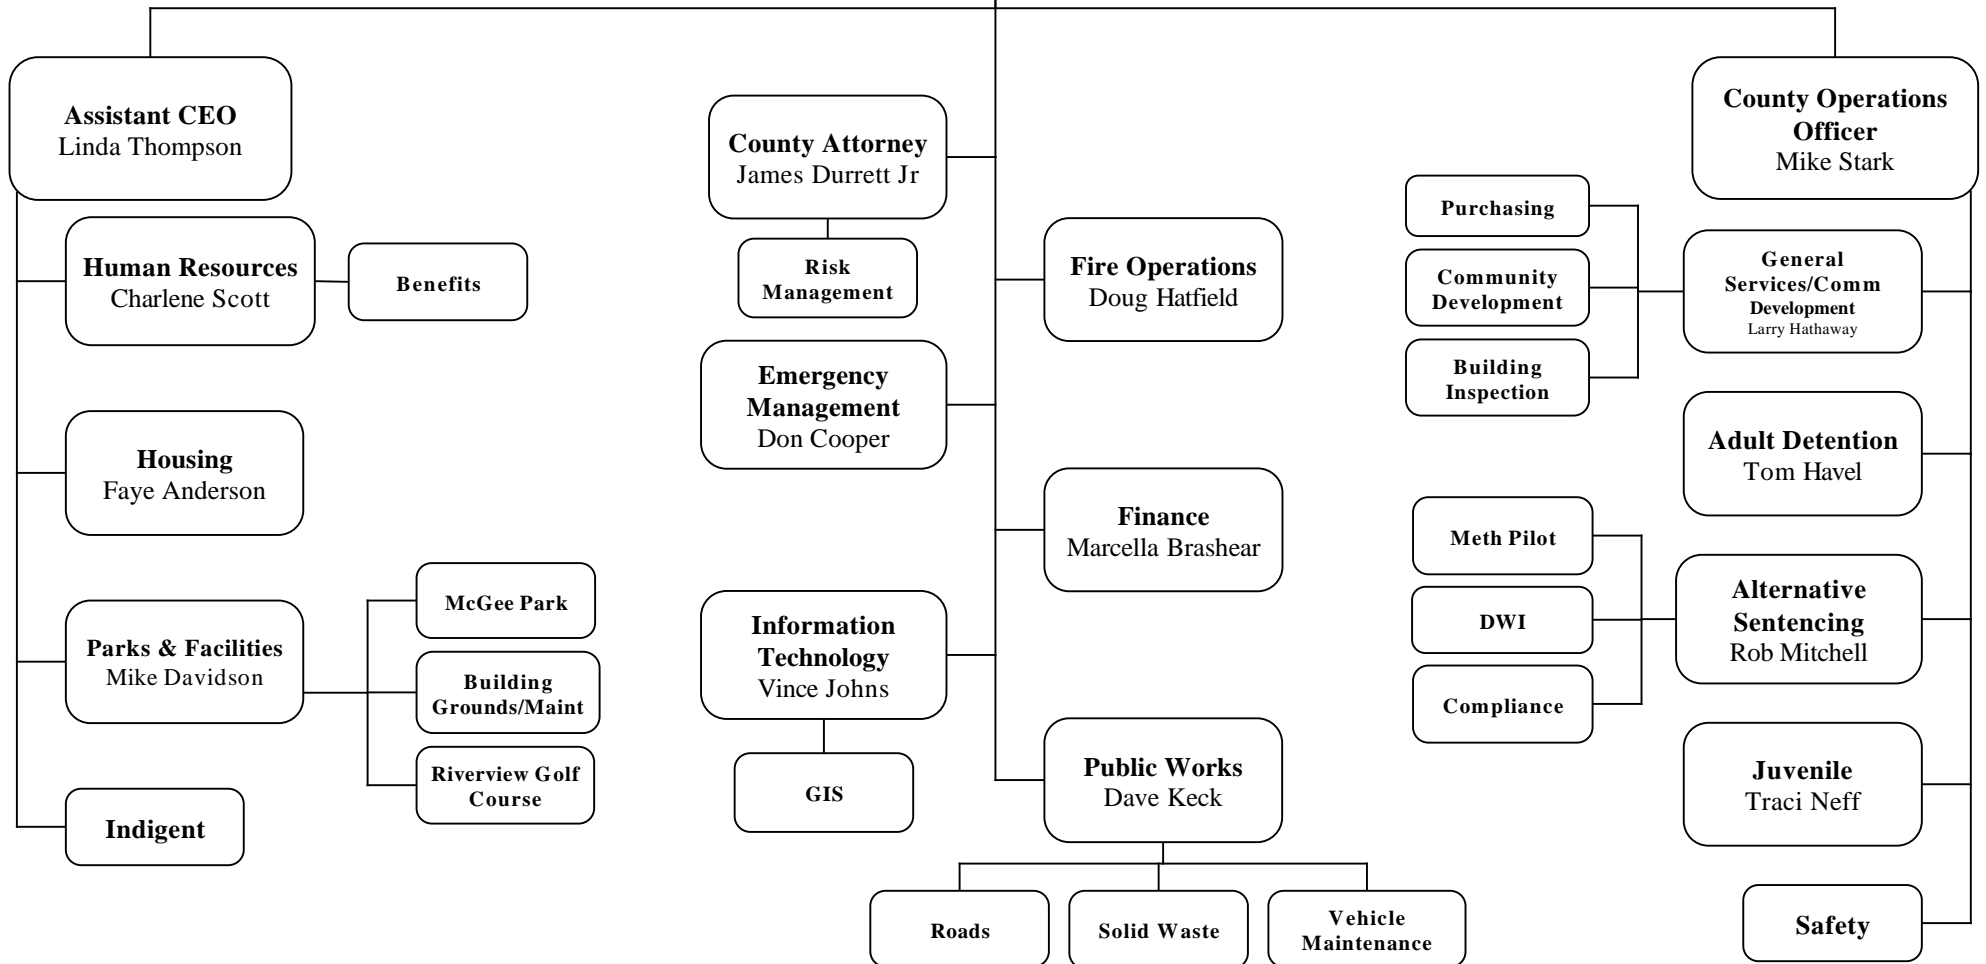 Assistant CEO
Linda Thompson
Human Resources
Charlene Scott
Benefits
Housing
Faye Anderson
Parks & Facilities
Mike Davidson
McGee Park
Building
Grounds/Maint
Riverview Golf
Course
Indigent
County Attorney
James Durrett Jr
Risk
Management
Fire Operations
Doug Hatfield
Emergency
Management
Don Cooper
Finance
Marcella Brashear
Information
Technology
Vince Johns
GIS
Public Works
Dave Keck
Roads
Solid Waste
Vehicle
Maintenance
County Operations
Officer
Mike Stark
Purchasing
Community
Development
Building
Inspection
General
Services/Comm
Development
Larry Hathaway
Adult Detention
Tom Havel
Meth Pilot
DWI
Compliance
Alternative
Sentencing
Rob Mitchell
Juvenile
Traci Neff
Safety